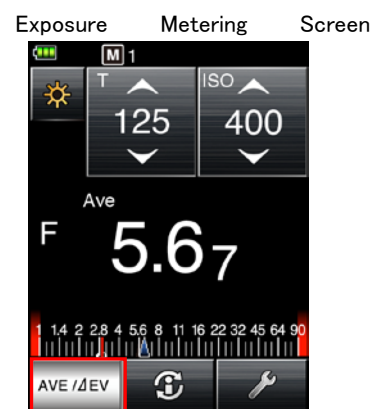 Exposure Metering Screen
M 1
T ISO
125 400
Ave
F 5.6 7
1 1.4 2 2.8 4 5.6 8 11 16 22 32 45 64 90
AVE /⊿EV